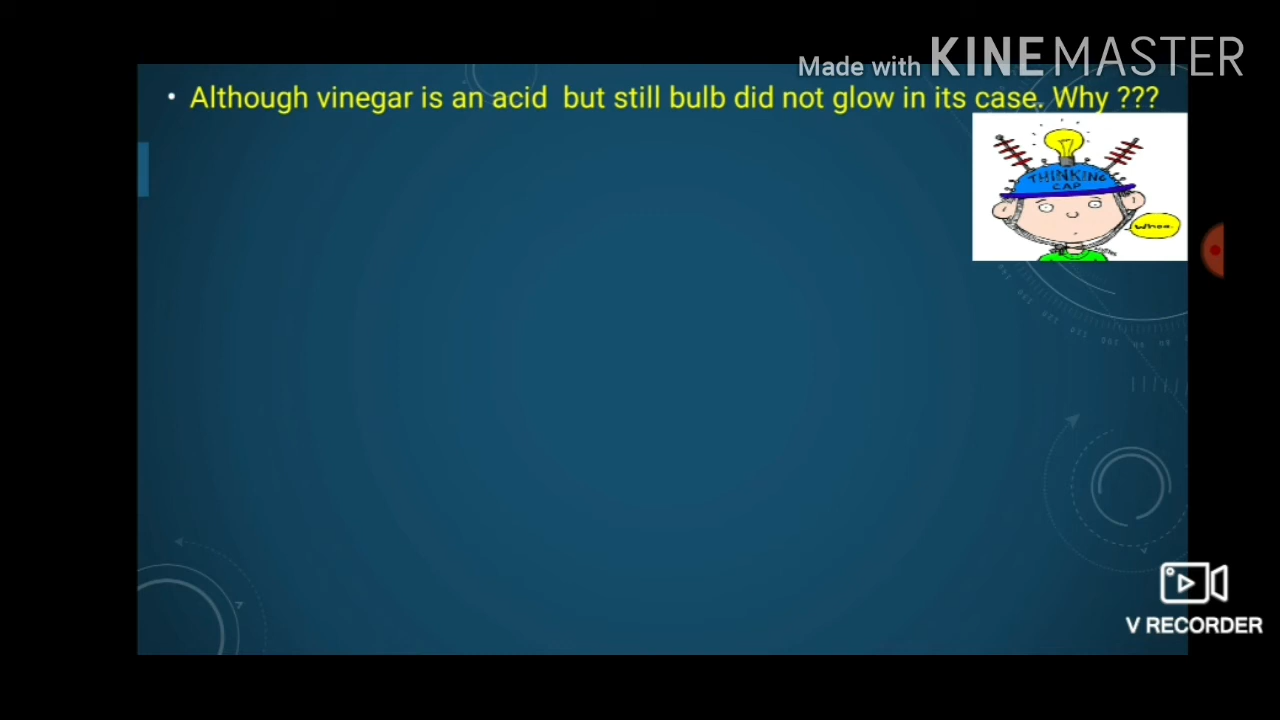 Made with KINEMASTER
• Although vinegar is an acid but still bulb did not glow in its case. Why ???
THINKING
CAP
Whoa.
V RECORDER